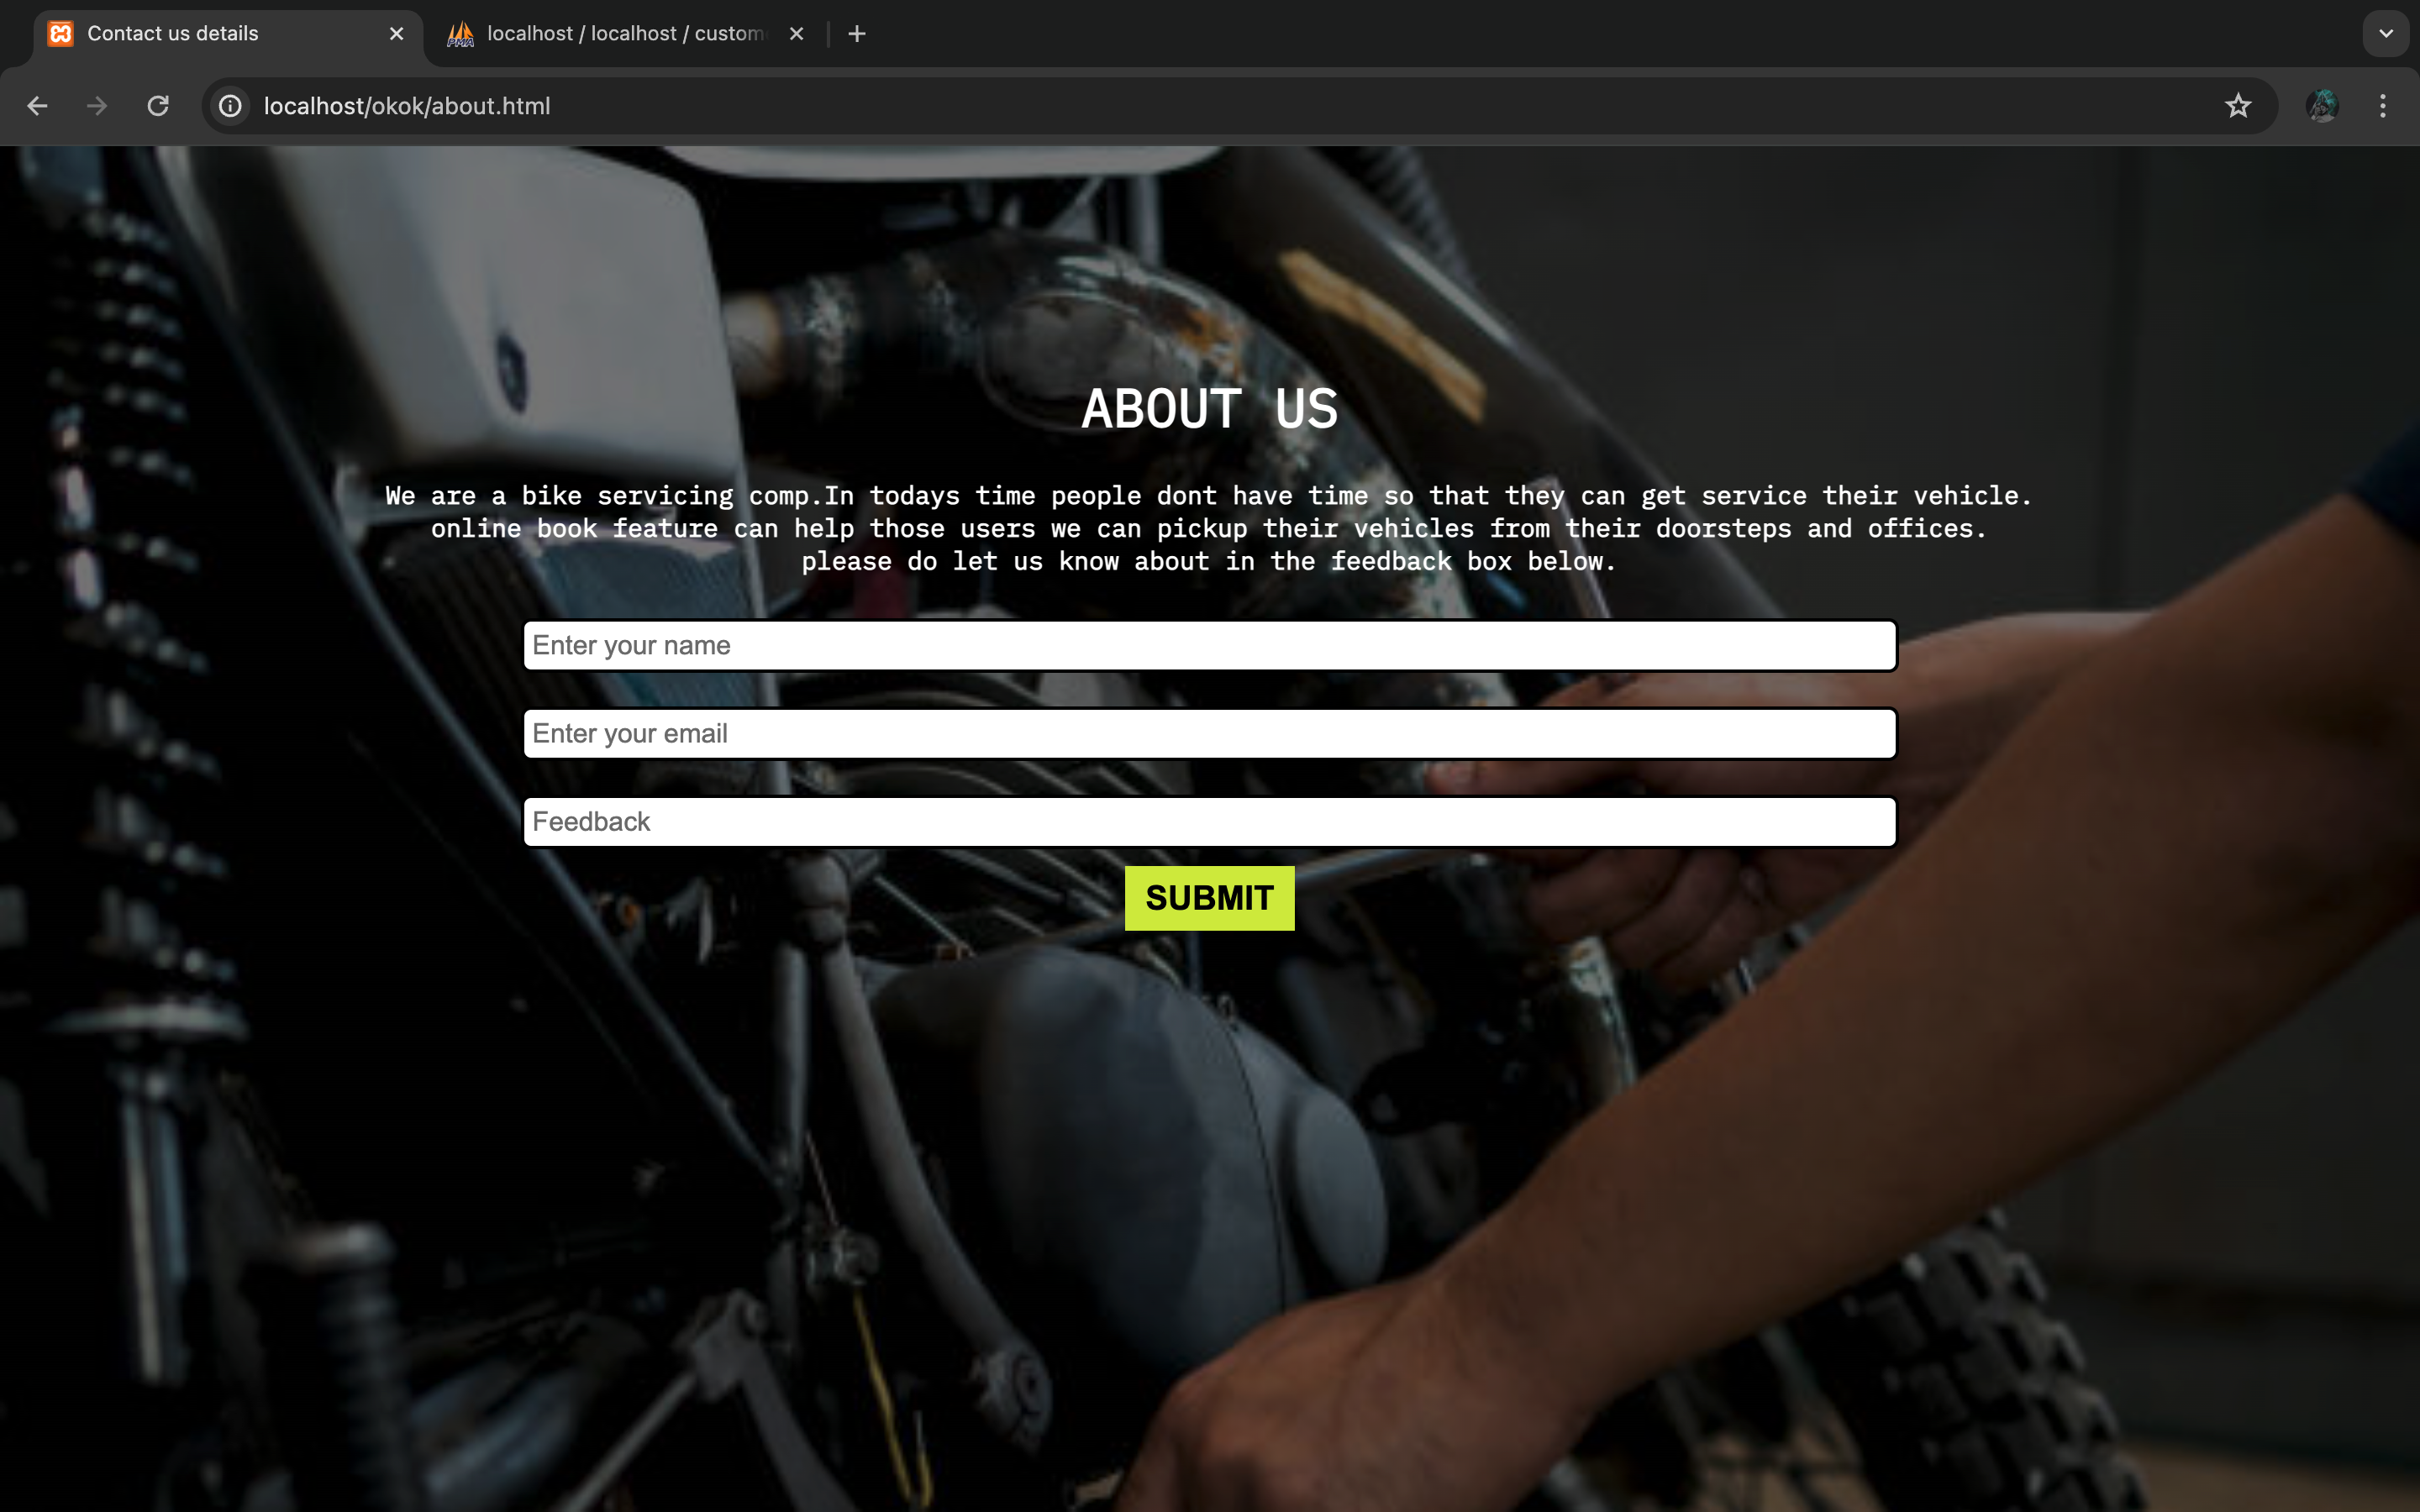 Contact us details
localhost / localhost / custom
localhost/okok/about.html
ABOUT US
We are a bike servicing comp.In todays time people dont have time so that they can get service their vehicle.
online book feature can help those users we can pickup their vehicles from their doorsteps and offices.
please do let us know about in the feedback box below.
Enter your name
Enter your email
Feedback
SUBMIT